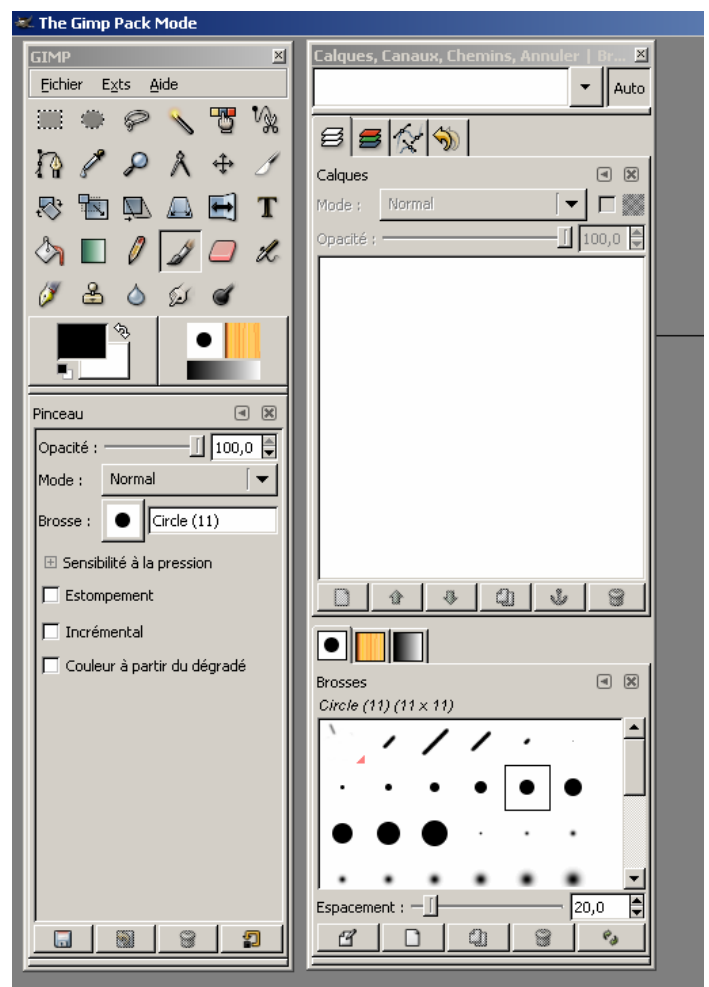 The Gimp Pack Mode
GIMP
Fichier Exts Aide
T
Pinceau
Opacité : 100,0
Mode : Normal
Brosse : Circle (11)
Sensibilité à la pression
Estompement
Incrémental
Couleur à partir du dégradé
Calques, Canaux, Chemins, Annuler | Br...
Auto
Calques
Mode : Normal
Opacité : 100,0
Brosses
Circle (11) (11 x 11)
Espacement : 20,0